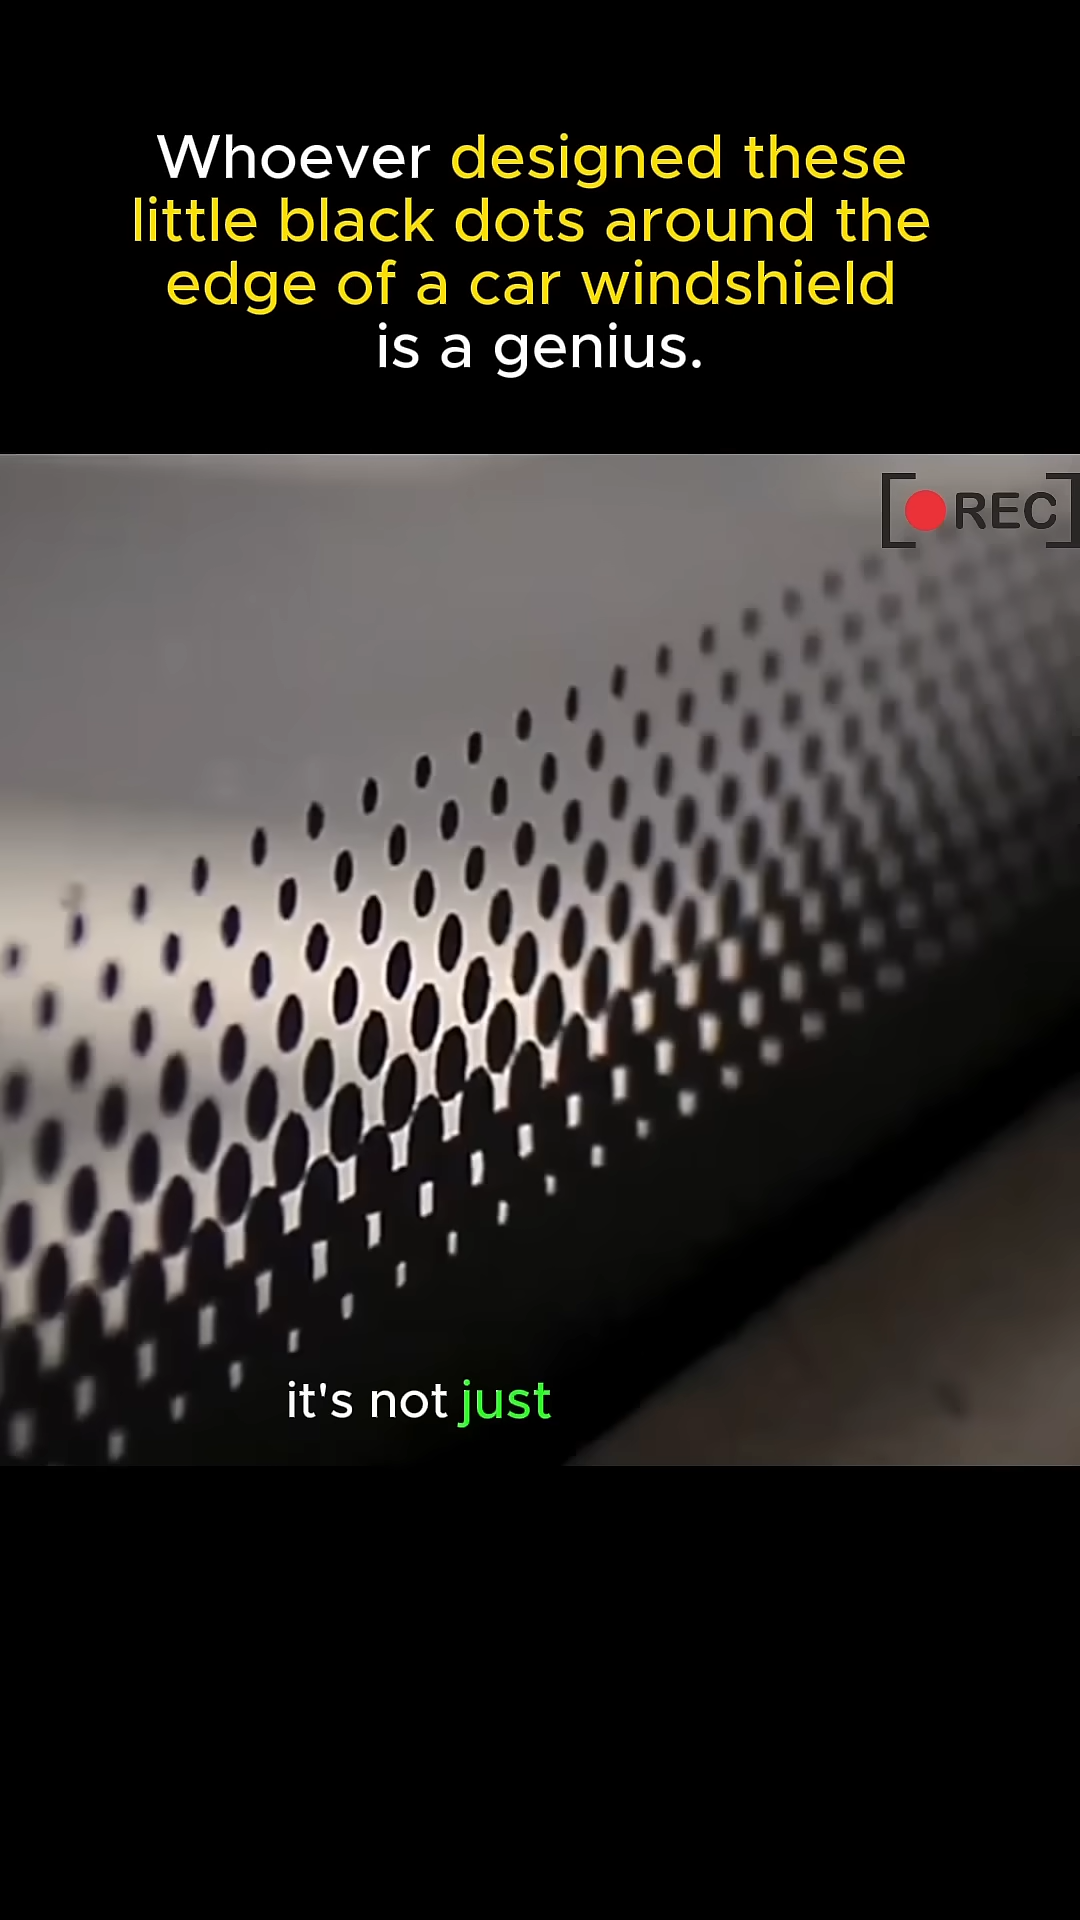 Whoever designed these
little black dots around the
edge of a car windshield
is a genius.
REC
it's not just